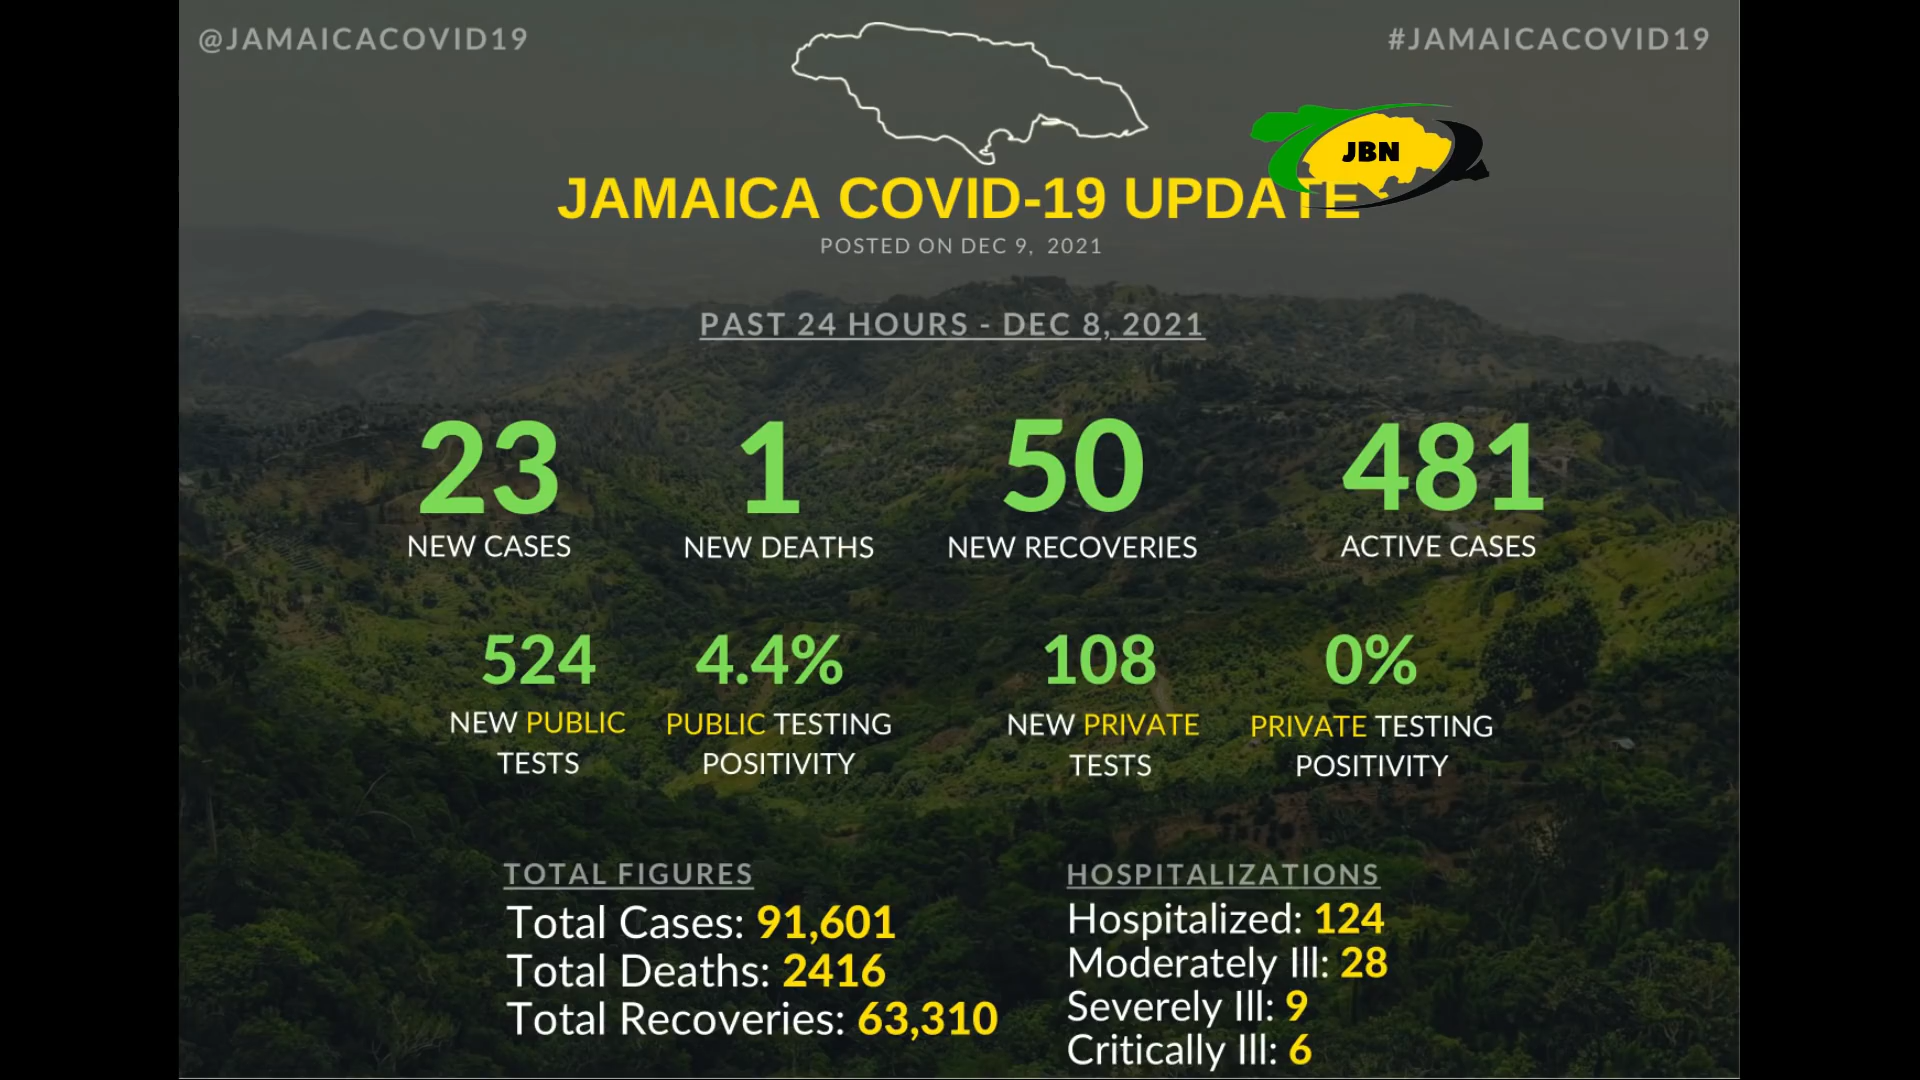 @JAMAICACOVID19
#JAMAICACOVID19
JBN
JAMAICA COVID-19 UPDATE
POSTED ON DEC 9, 2021
PAST 24 HOURS - DEC 8, 2021
23 1 50 481
NEW CASES NEW DEATHS NEW RECOVERIES ACTIVE CASES
524 4.4% 108 0%
NEW PUBLIC PUBLIC TESTING NEW PRIVATE PRIVATE TESTING
TESTS POSITIVITY TESTS POSITIVITY
TOTAL FIGURES
Total Cases: 91,601
Total Deaths: 2416
Total Recoveries: 63,310
HOSPITALIZATIONS
Hospitalized: 124
Moderately Ill: 28
Severely Ill: 9
Critically Ill: 6